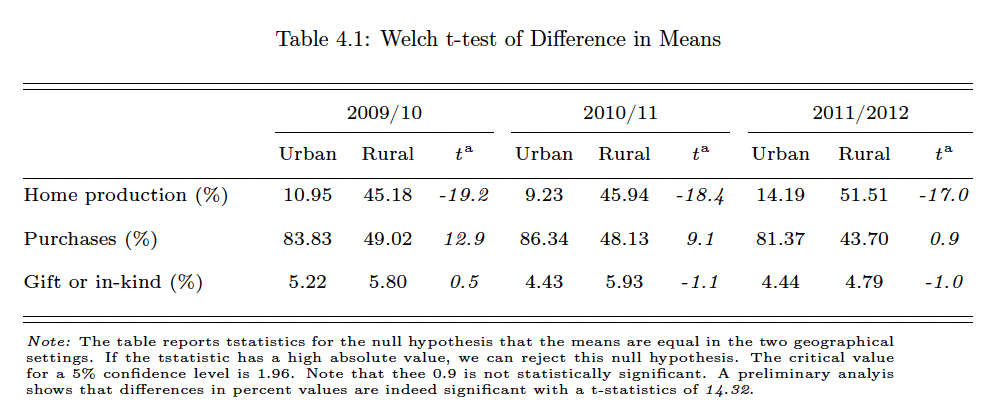 Table 4.1: Welch t-test of Difference in Means
2009/10 2010/11 2011/2012
Urban Rural tᵃ Urban Rural tᵃ Urban Rural tᵃ
Home production (%) 10.95 45.18 -19.2 9.23 45.94 -18.4 14.19 51.51 -17.0
Purchases (%) 83.83 49.02 12.9 86.34 48.13 9.1 81.37 43.70 0.9
Gift or in-kind (%) 5.22 5.80 0.5 4.43 5.93 -1.1 4.44 4.79 -1.0
Note: The table reports tstatistics for the null hypothesis that the means are equal in the two geographical
settings. If the tstatistic has a high absolute value, we can reject this null hypothesis. The critical value
for a 5% confidence level is 1.96. Note that thee 0.9 is not statistically significant. A preliminary analyis
shows that differences in percent values are indeed significant with a t-statistics of 14.32.